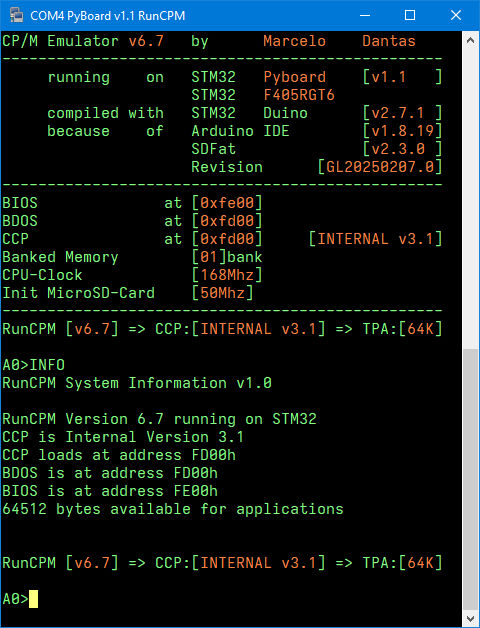 COM4 PyBoard v1.1 RunCPM
CP/M Emulator v6.7 by Marcelo Dantas
-------------------------------------------------
running on STM32 Pyboard [v1.1 ]
STM32 F405RGT6
compiled with STM32 Duino [v2.7.1 ]
because of Arduino IDE [v1.8.19]
SDFat [v2.3.0 ]
Revision [GL20250207.0]
-------------------------------------------------
BIOS at [0xfe00]
BDOS at [0xfd00]
CCP at [0xfd00] [INTERNAL v3.1]
Banked Memory [01]bank
CPU-Clock [168Mhz]
Init MicroSD-Card [50Mhz]
-------------------------------------------------
RunCPM [v6.7] => CCP:[INTERNAL v3.1] => TPA:[64K]
A0>INFO
RunCPM System Information v1.0
RunCPM Version 6.7 running on STM32
CCP is Internal Version 3.1
CCP loads at address FD00h
BDOS is at address FD00h
BIOS is at address FE00h
64512 bytes available for applications
RunCPM [v6.7] => CCP:[INTERNAL v3.1] => TPA:[64K]
A0>